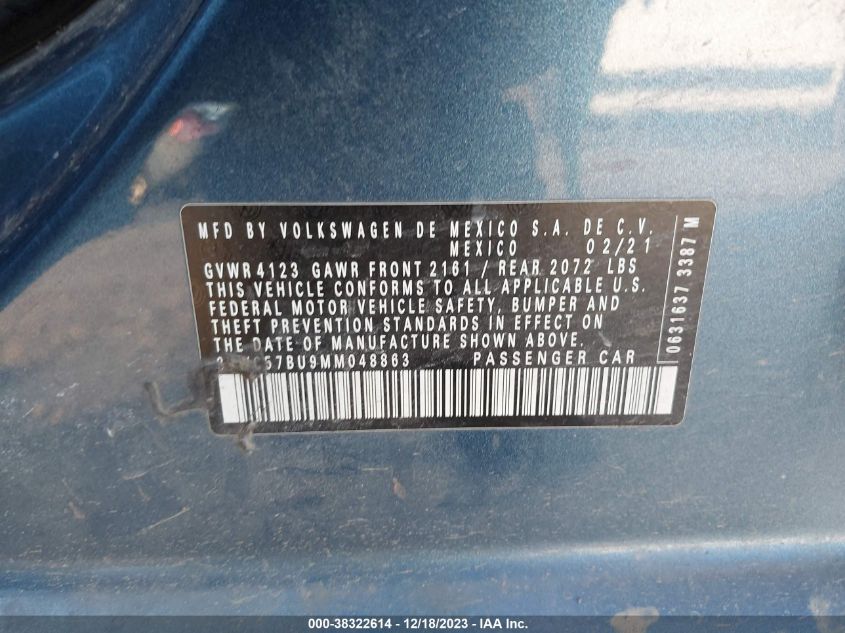 MFD BY VOLKSWAGEN DE MEXICO S.A. DE C.V.
MEXICO 02/21
GVWR 4123 GAWR FRONT 2161 / REAR 2072 LBS
THIS VEHICLE CONFORMS TO ALL APPLICABLE U.S.
FEDERAL MOTOR VEHICLE SAFETY, BUMPER AND
THEFT PREVENTION STANDARDS IN EFFECT ON
THE DATE OF MANUFACTURE SHOWN ABOVE.
57BU9MM048863 PASSENGER CAR
0631637 3387 M
000-38322614 - 12/18/2023 - IAA Inc.